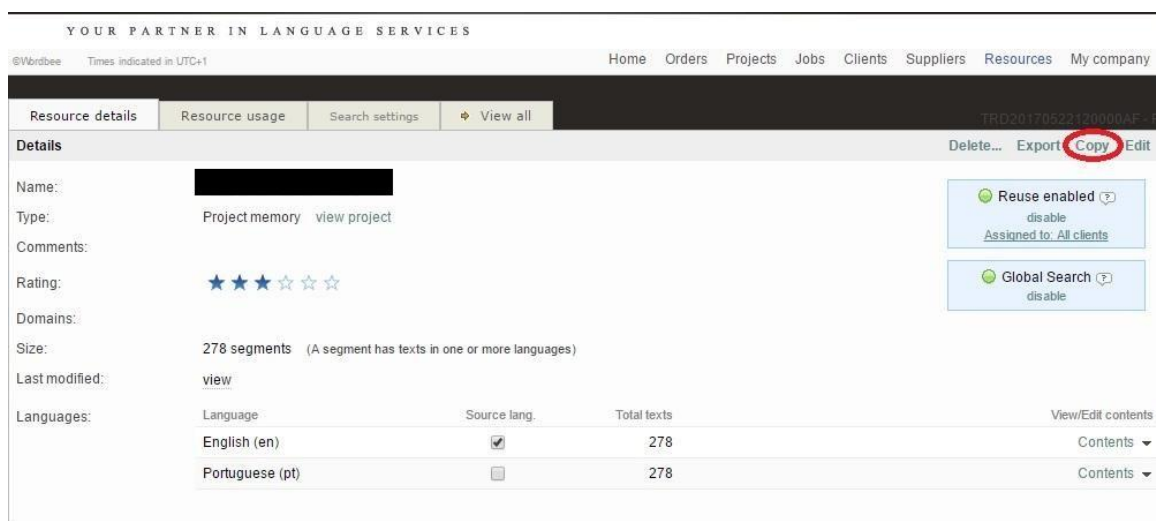 YOUR PARTNER IN LANGUAGE SERVICES
©Wordbee Times indicated in UTC+1 Home Orders Projects Jobs Clients Suppliers Resources My company
Resource details Resource usage Search settings View all TRD20170522120000AF -
Details Delete... Export Copy Edit
Name:
Reuse enabled
Type: Project memory view project disable
Assigned to: All clients
Comments:
Rating: Global Search
disable
Domains:
Size: 278 segments (A segment has texts in one or more languages)
Last modified: view
Languages: Language Source lang. Total texts View/Edit contents
English (en) 278 Contents
Portuguese (pt) 278 Contents